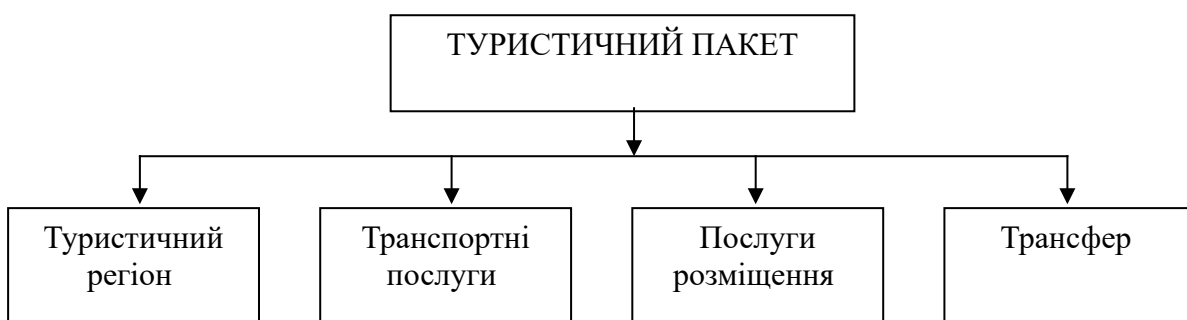 ТУРИСТИЧНИЙ ПАКЕТ
Туристичний
регіон
Транспортні
послуги
Послуги
розміщення
Трансфер